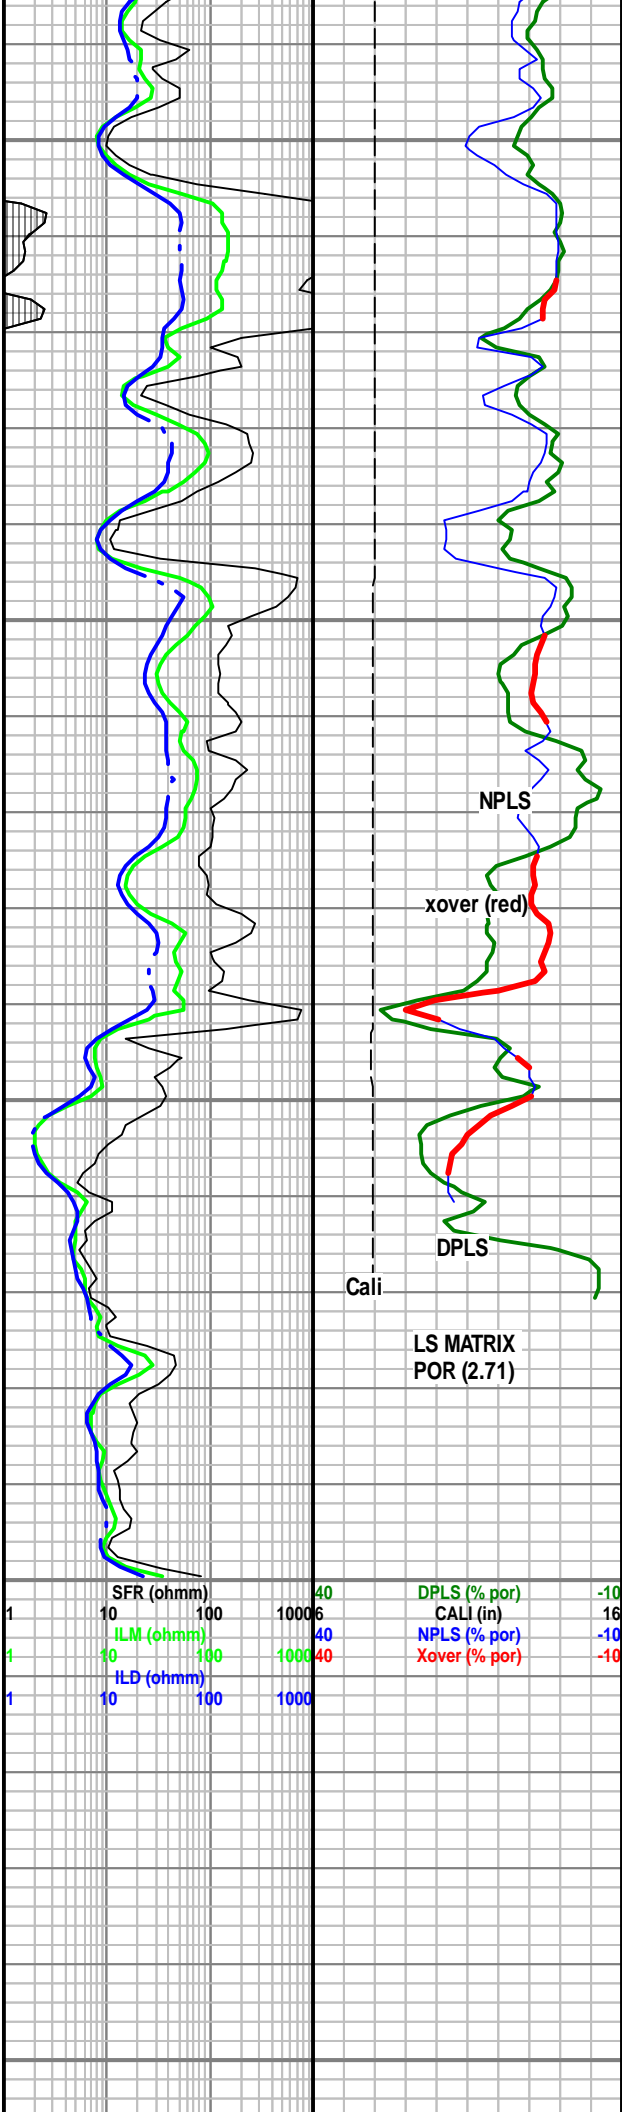 NPLS
xover (red)
DPLS
Cali
LS MATRIX
POR (2.71)
SFR (ohmm)
1 10 100 1000
ILM (ohmm)
1 10 100 1000
ILD (ohmm)
1 10 100 1000
40 DPLS (% por) -10
6 CALI (in) 16
40 NPLS (% por) -10
40 Xover (% por) -10